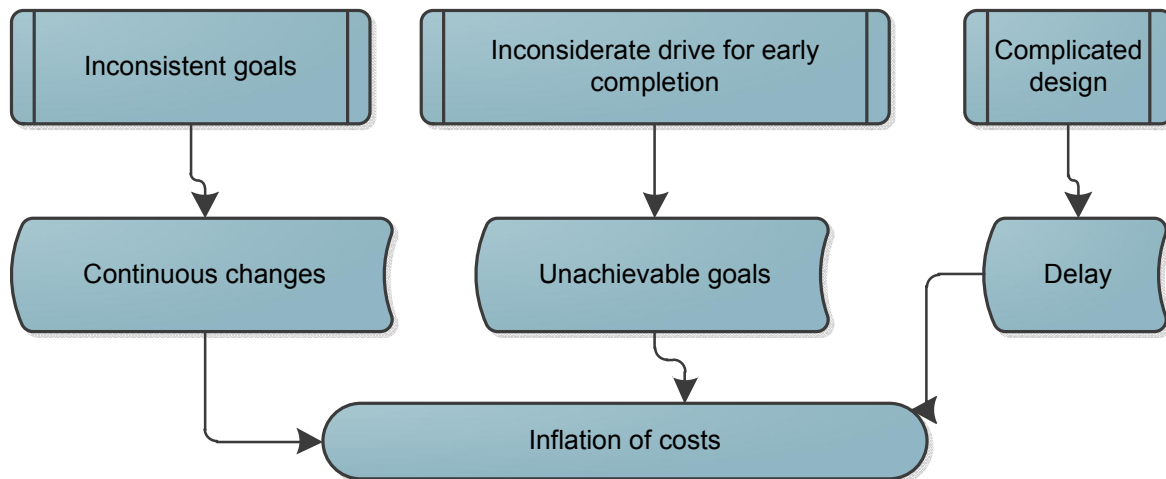 Inconsistent goals
Inconsiderate drive for early
completion
Complicated
design
Continuous changes
Unachievable goals
Delay
Inflation of costs